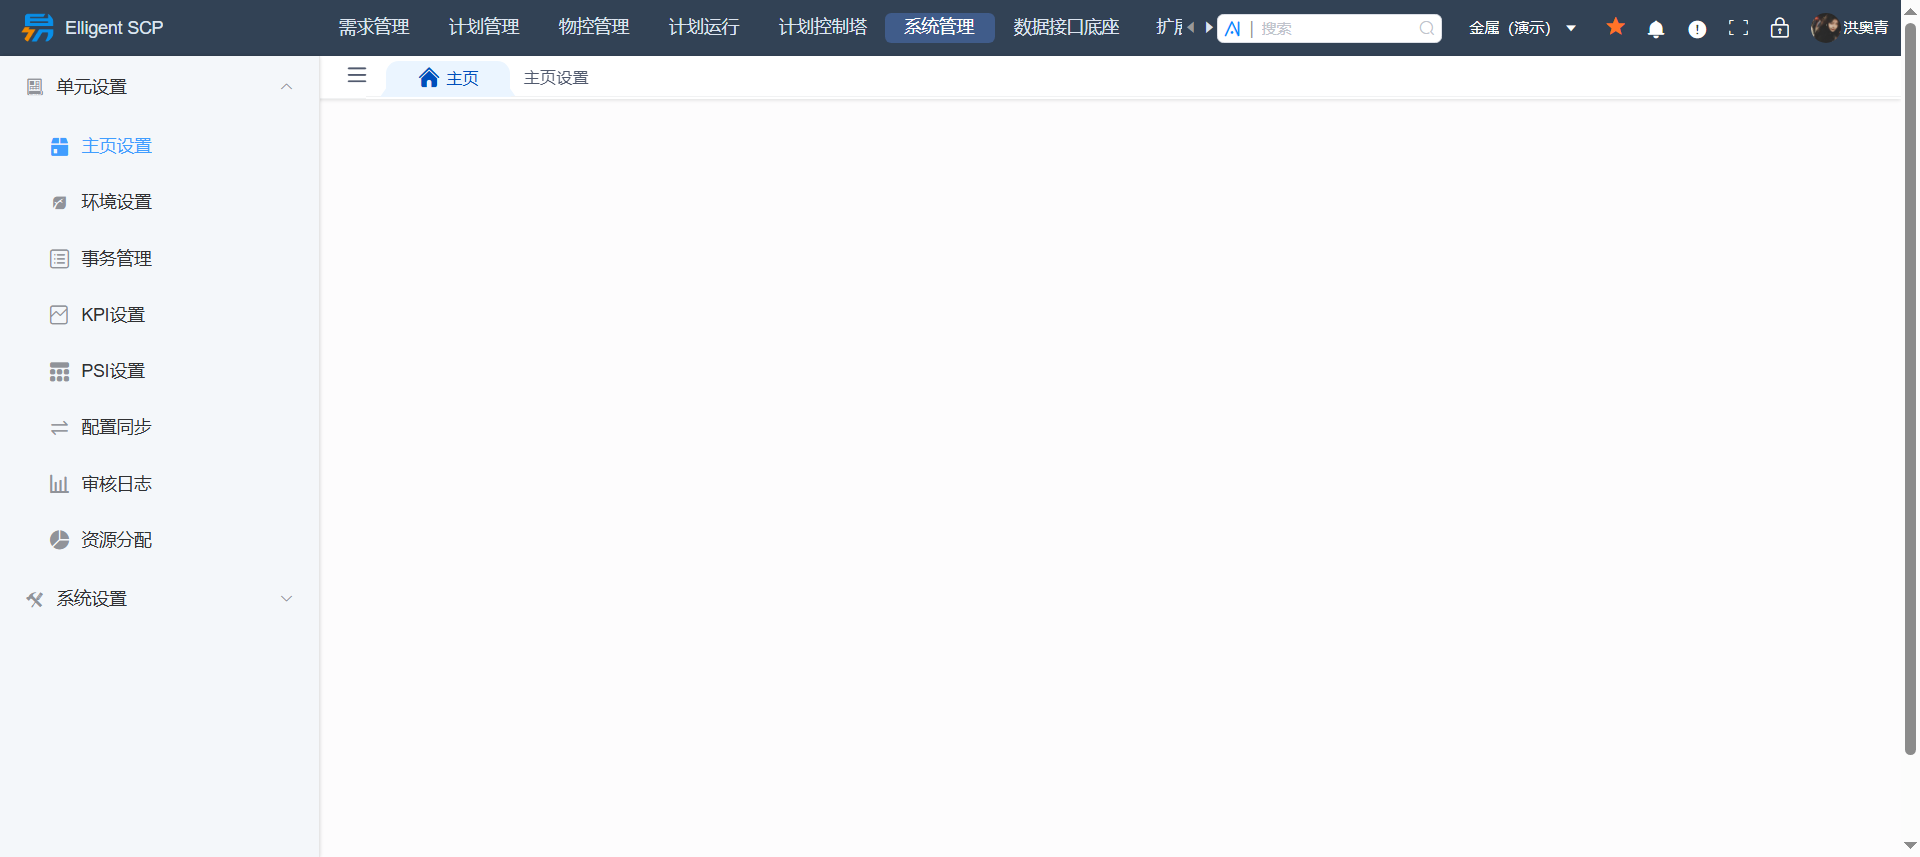 Elligent SCP
需求管理 计划管理 物控管理 计划运行 计划控制塔 系统管理 数据接口底座 扩展 搜索 金属（演示） 洪奥青
主页 主页设置
单元设置
主页设置
环境设置
事务管理
KPI设置
PSI设置
配置同步
审核日志
资源分配
系统设置